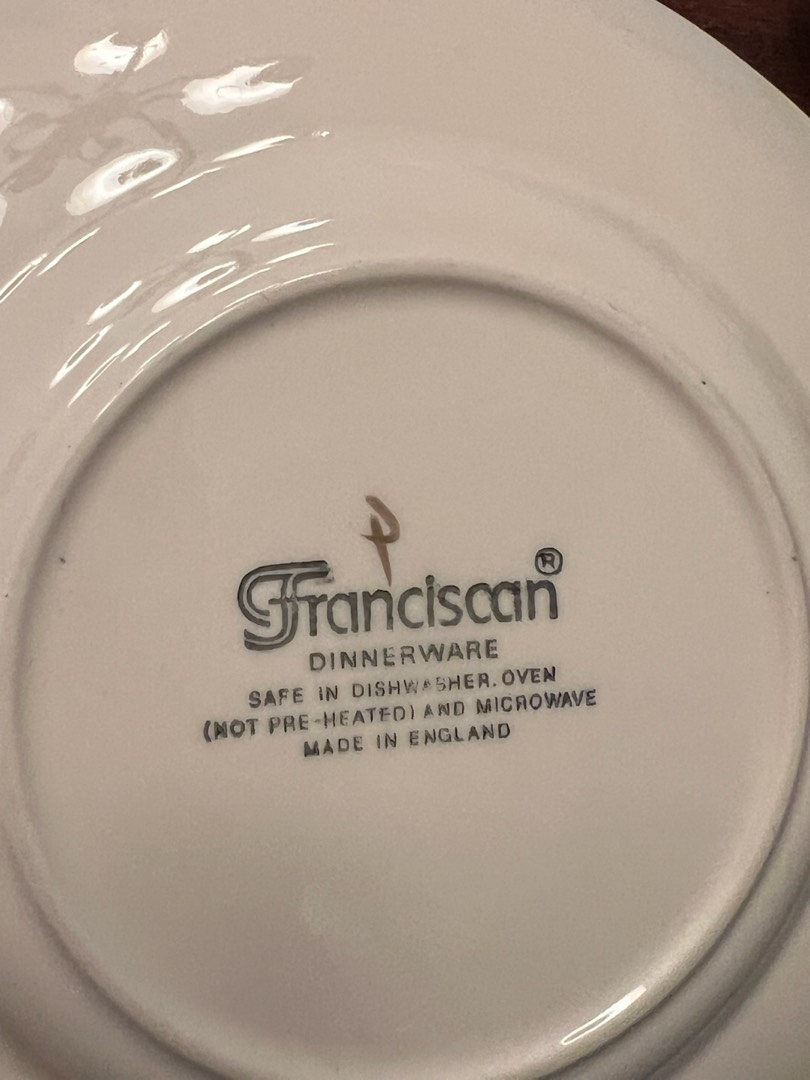 P
Franciscan®
DINNERWARE
SAFE IN DISHWASHER. OVEN
(NOT PRE-HEATED) AND MICROWAVE
MADE IN ENGLAND